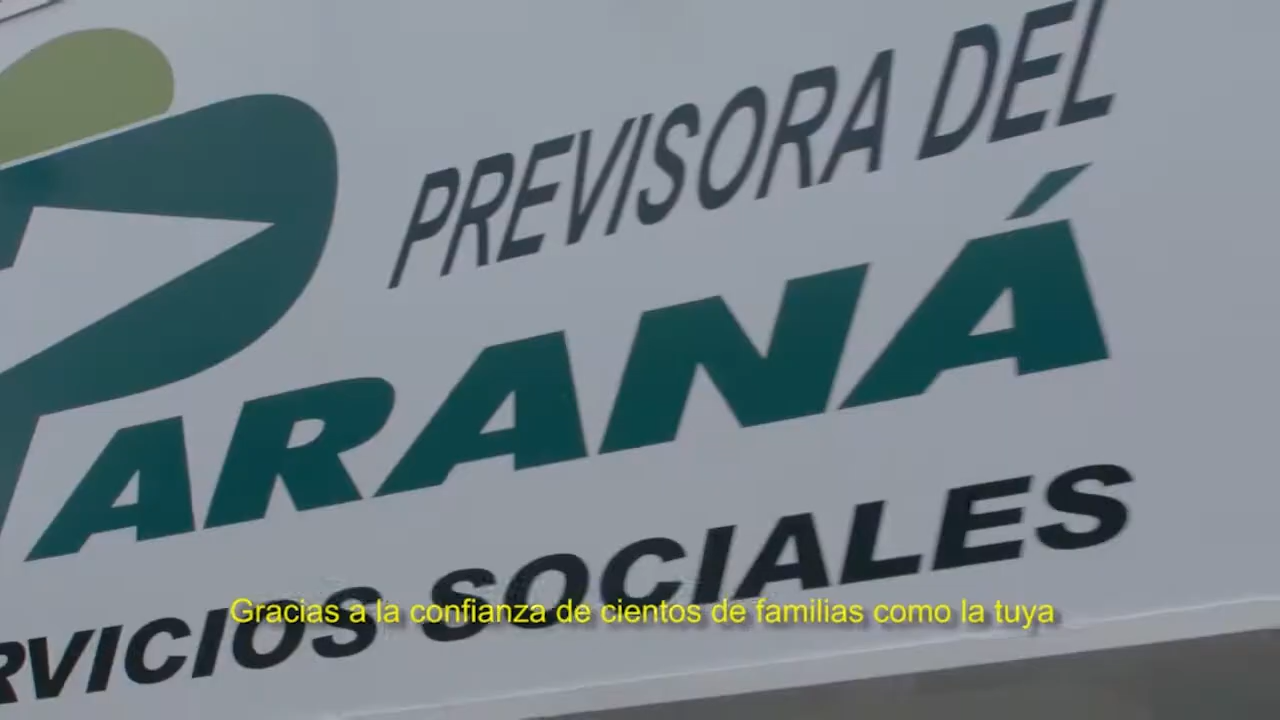 PREVISORA DEL
PARANÁ
RVICIOS SOCIALES
Gracias a la confianza de cientos de familias como la tuya